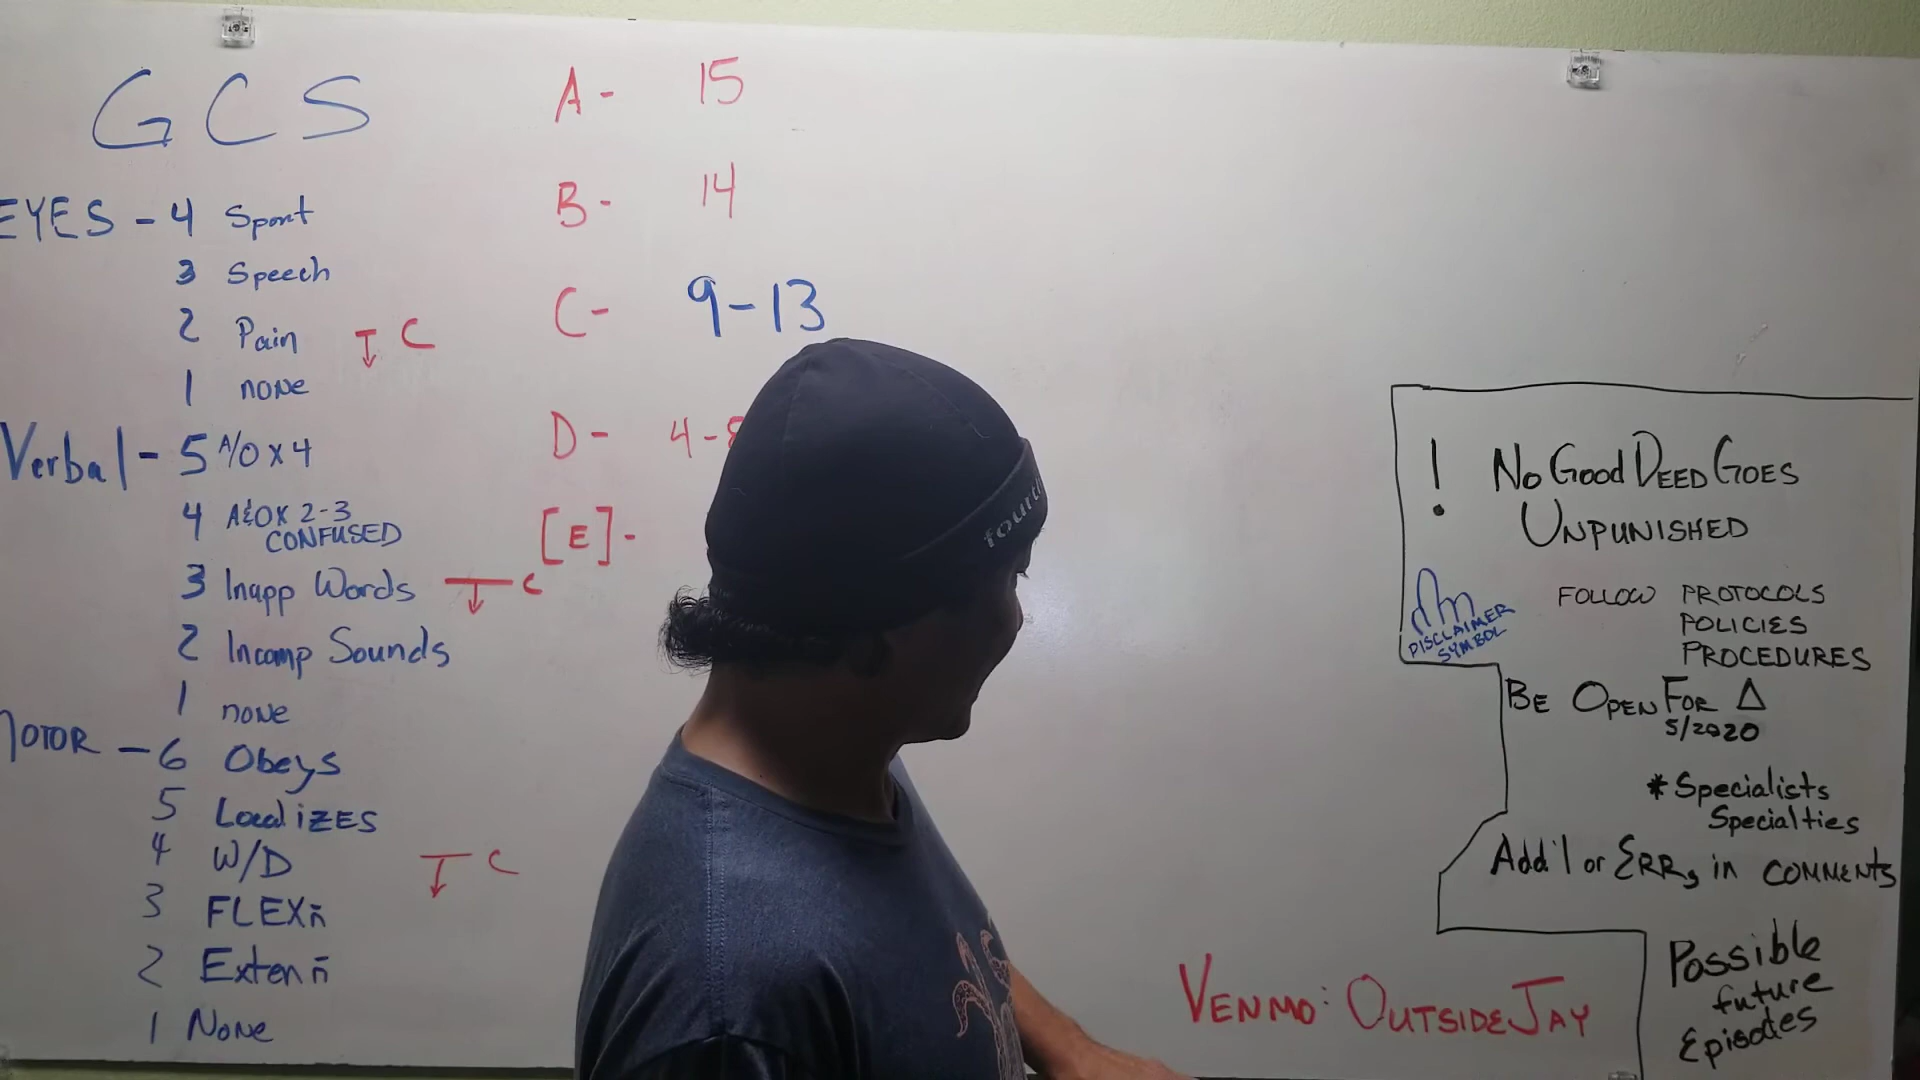 GCS
EYES - 4 Spont
3 Speech
2 Pain C
1 none
Verbal - 5 A/O x 4
4 A&OX 2-3
CONFUSED
3 Inapp Words C
2 Incomp Sounds
1 none
MOTOR - 6 Obeys
5 LocalIZES
4 W/D C
3 FLEXñ
2 Extenñ
1 NoNe
A- 15
B- 14
C- 9-13
D- 4-8
[E]-
! No Good Deed Goes
Unpunished
DISCLAIMER
SYMBOL
FOLLOW PROTOCOLS
POLICIES
PROCEDURES
BE OPEN FOR Δ
5/2020
* Specialists
Specialties
Add'l or ERRs in COMMENts
Possible
future
Episodes
VENMO: OUTSIDEJAY